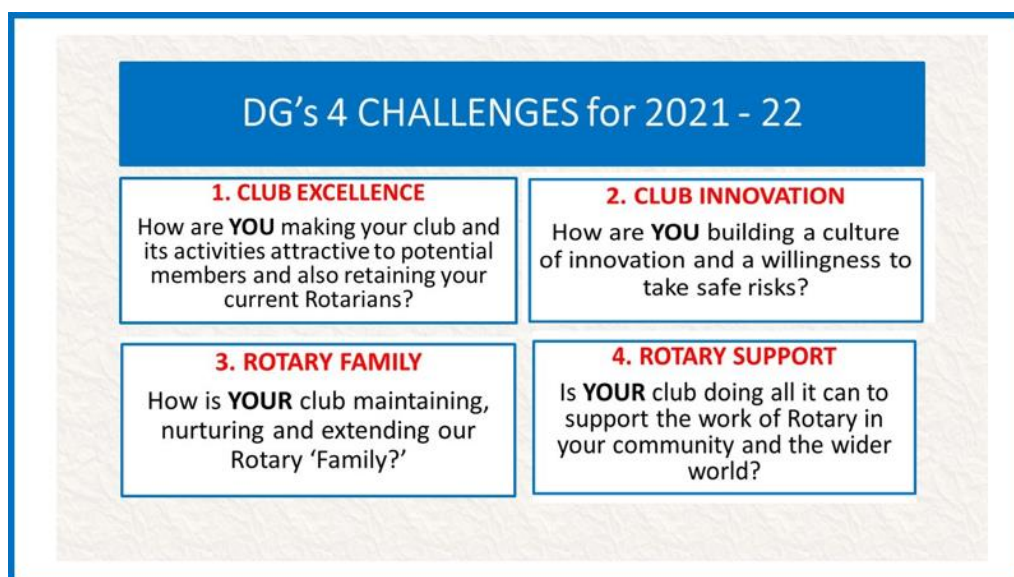 DG's 4 CHALLENGES for 2021 - 22
1. CLUB EXCELLENCE
How are YOU making your club and
its activities attractive to potential
members and also retaining your
current Rotarians?
2. CLUB INNOVATION
How are YOU building a culture
of innovation and a willingness to
take safe risks?
3. ROTARY FAMILY
How is YOUR club maintaining,
nurturing and extending our
Rotary ‘Family?’
4. ROTARY SUPPORT
Is YOUR club doing all it can to
support the work of Rotary in
your community and the wider
world?